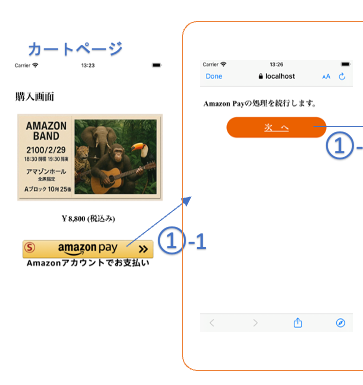 カートページ
Carrier
13:23
購入画面
AMAZON
BAND
2100/2/29
18:30 開場 19:30 開演
アマゾンホール
全席指定
Aブロック 10列 25番
￥8,800 (税込み)
S amazon pay
Amazonアカウントでお支払い
①-1
Carrier
13:26
Done
localhost
AA
Amazon Payの処理を続行します。
次 へ
①-